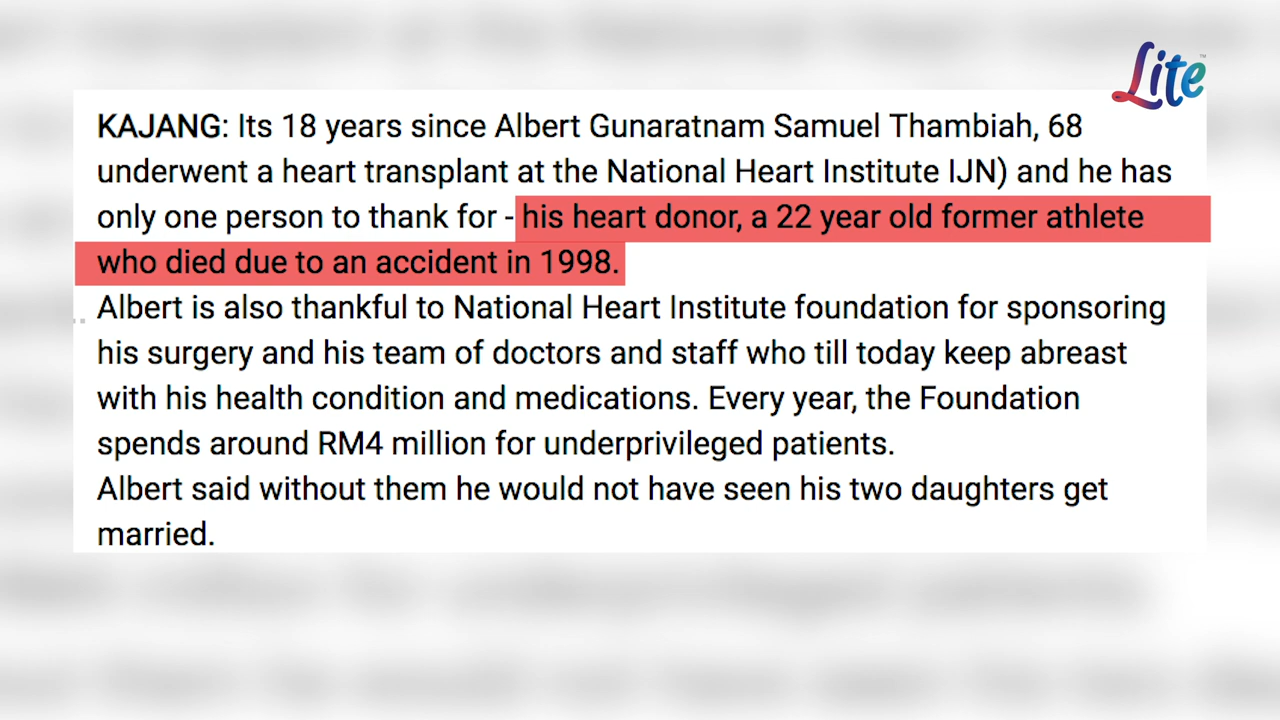 Lite
KAJANG: Its 18 years since Albert Gunaratnam Samuel Thambiah, 68
underwent a heart transplant at the National Heart Institute IJN) and he has
only one person to thank for - his heart donor, a 22 year old former athlete
who died due to an accident in 1998.
Albert is also thankful to National Heart Institute foundation for sponsoring
his surgery and his team of doctors and staff who till today keep abreast
with his health condition and medications. Every year, the Foundation
spends around RM4 million for underprivileged patients.
Albert said without them he would not have seen his two daughters get
married.